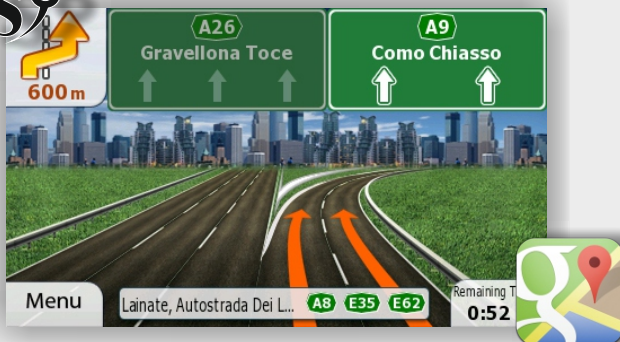 A26
Gravellona Toce
A9
Como Chiasso
600 m
Menu
Lainate, Autostrada Dei L... A8 E35 E62
Remaining T
0:52
g